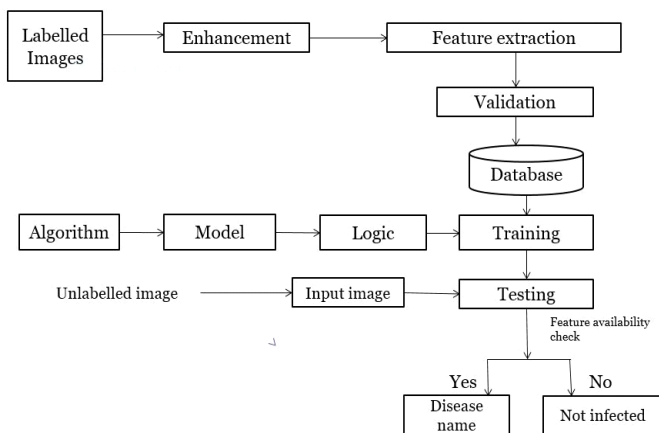 Labelled
Images
Enhancement
Feature extraction
Validation
Database
Algorithm
Model
Logic
Training
Unlabelled image
Input image
Testing
Feature availability
check
Yes
No
Disease
name
Not infected